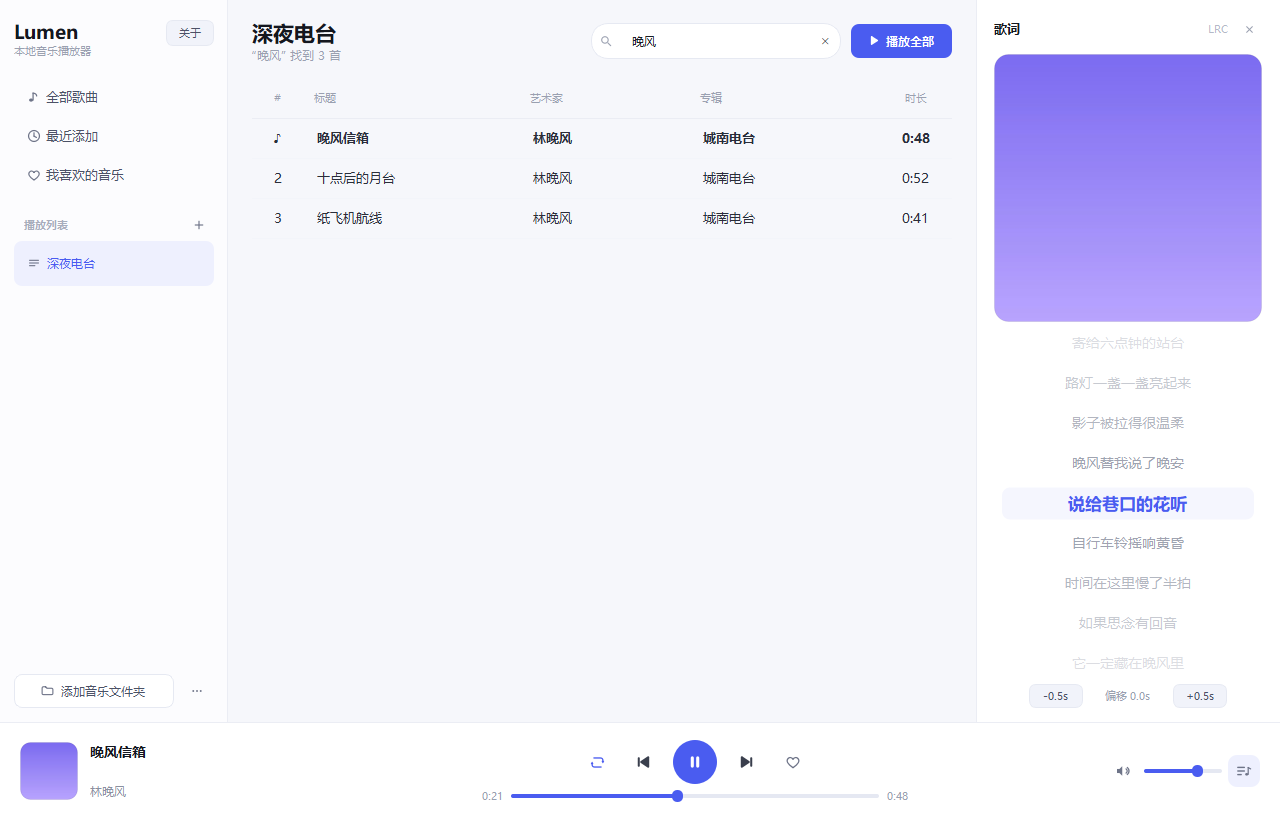 Lumen
关于
本地音乐播放器
全部歌曲
最近添加
我喜欢的音乐
播放列表
深夜电台
添加音乐文件夹
深夜电台
“晚风” 找到 3 首
晚风
播放全部
# 标题 艺术家 专辑 时长
晚风信箱 林晚风 城南电台 0:48
2 十点后的月台 林晚风 城南电台 0:52
3 纸飞机航线 林晚风 城南电台 0:41
歌词
LRC
寄给六点钟的站台
路灯一盏一盏亮起来
影子被拉得很温柔
晚风替我说了晚安
说给巷口的花听
自行车铃摇响黄昏
时间在这里慢了半拍
如果思念有回音
它一定藏在晚风里
-0.5s 偏移 0.0s +0.5s
晚风信箱
林晚风
0:21 0:48